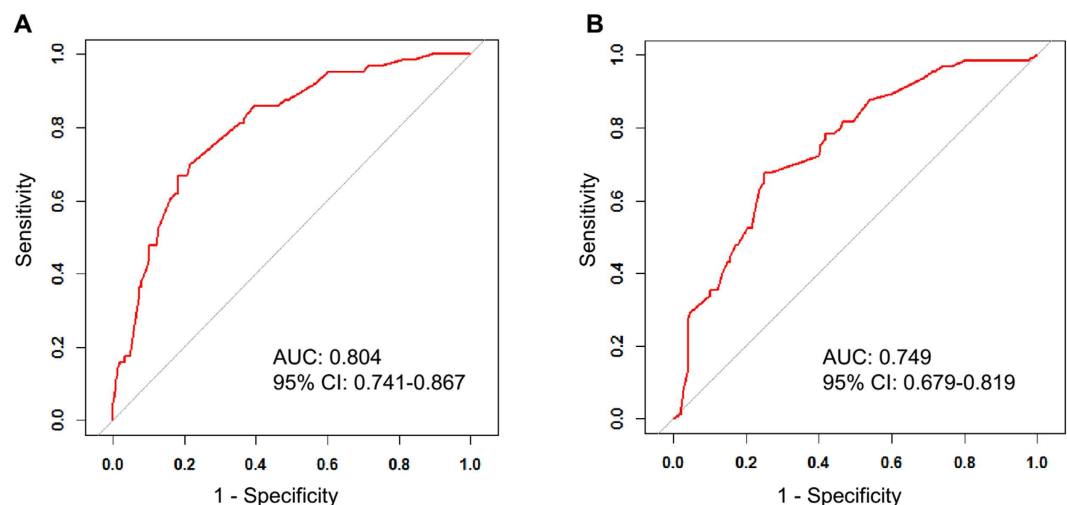 A
Sensitivity
1.0
0.8
0.6
0.4
0.2
0.0
AUC: 0.804
95% CI: 0.741-0.867
0.0 0.2 0.4 0.6 0.8 1.0
1 - Specificity
B
Sensitivity
1.0
0.8
0.6
0.4
0.2
0.0
AUC: 0.749
95% CI: 0.679-0.819
0.0 0.2 0.4 0.6 0.8 1.0
1 - Specificity